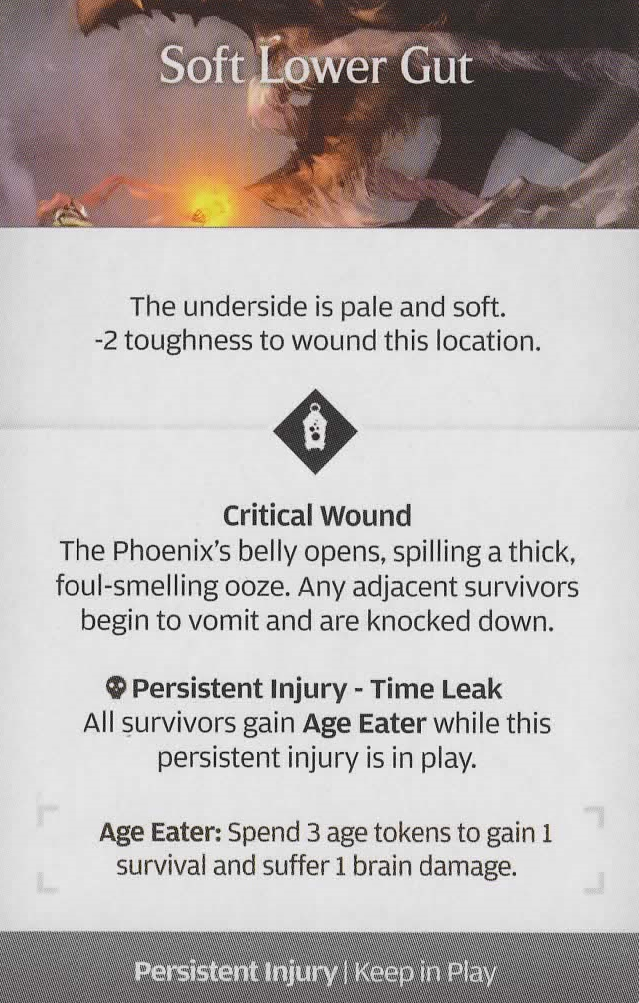 Soft Lower Gut
The underside is pale and soft.
-2 toughness to wound this location.
Critical Wound
The Phoenix's belly opens, spilling a thick,
foul-smelling ooze. Any adjacent survivors
begin to vomit and are knocked down.
Persistent Injury - Time Leak
All survivors gain Age Eater while this
persistent injury is in play.
Age Eater: Spend 3 age tokens to gain 1
survival and suffer 1 brain damage.
Persistent Injury | Keep in Play